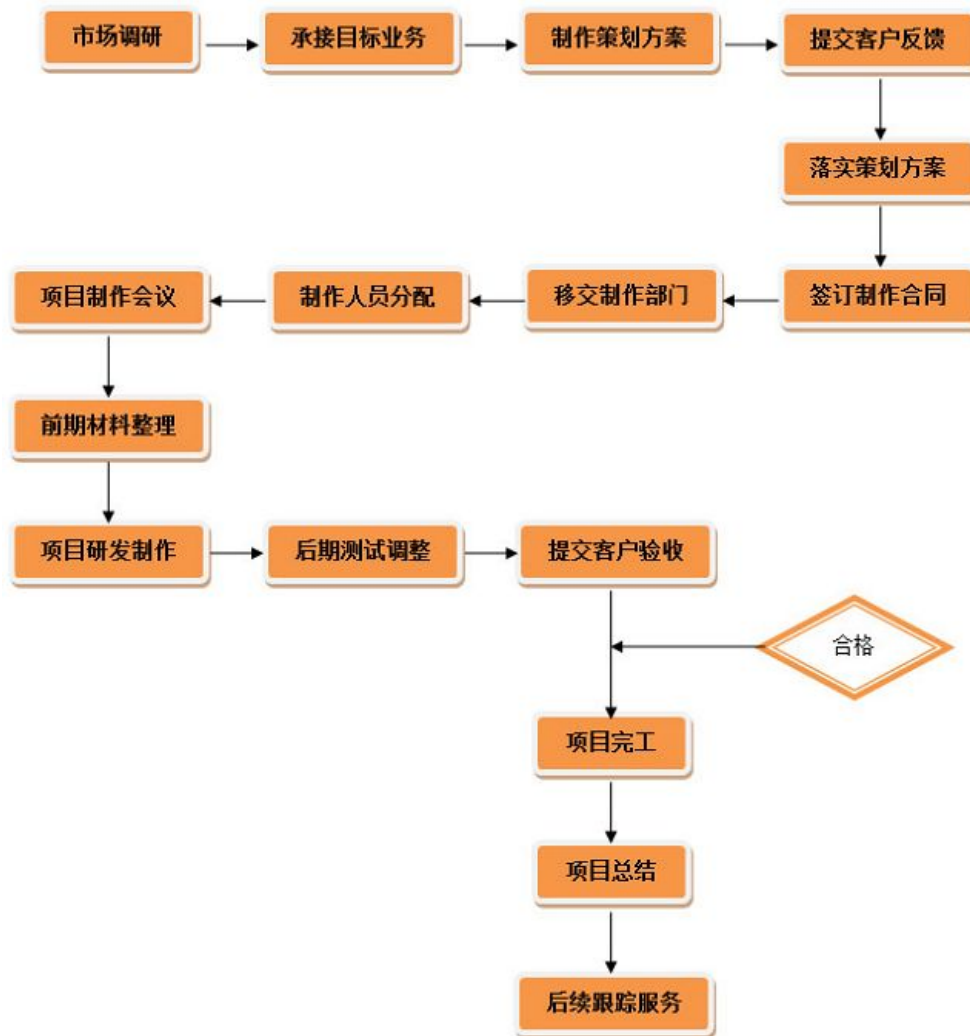 市场调研
承接目标业务
制作策划方案
提交客户反馈
落实策划方案
签订制作合同
移交制作部门
制作人员分配
项目制作会议
前期材料整理
项目研发制作
后期测试调整
提交客户验收
合格
项目完工
项目总结
后续跟踪服务